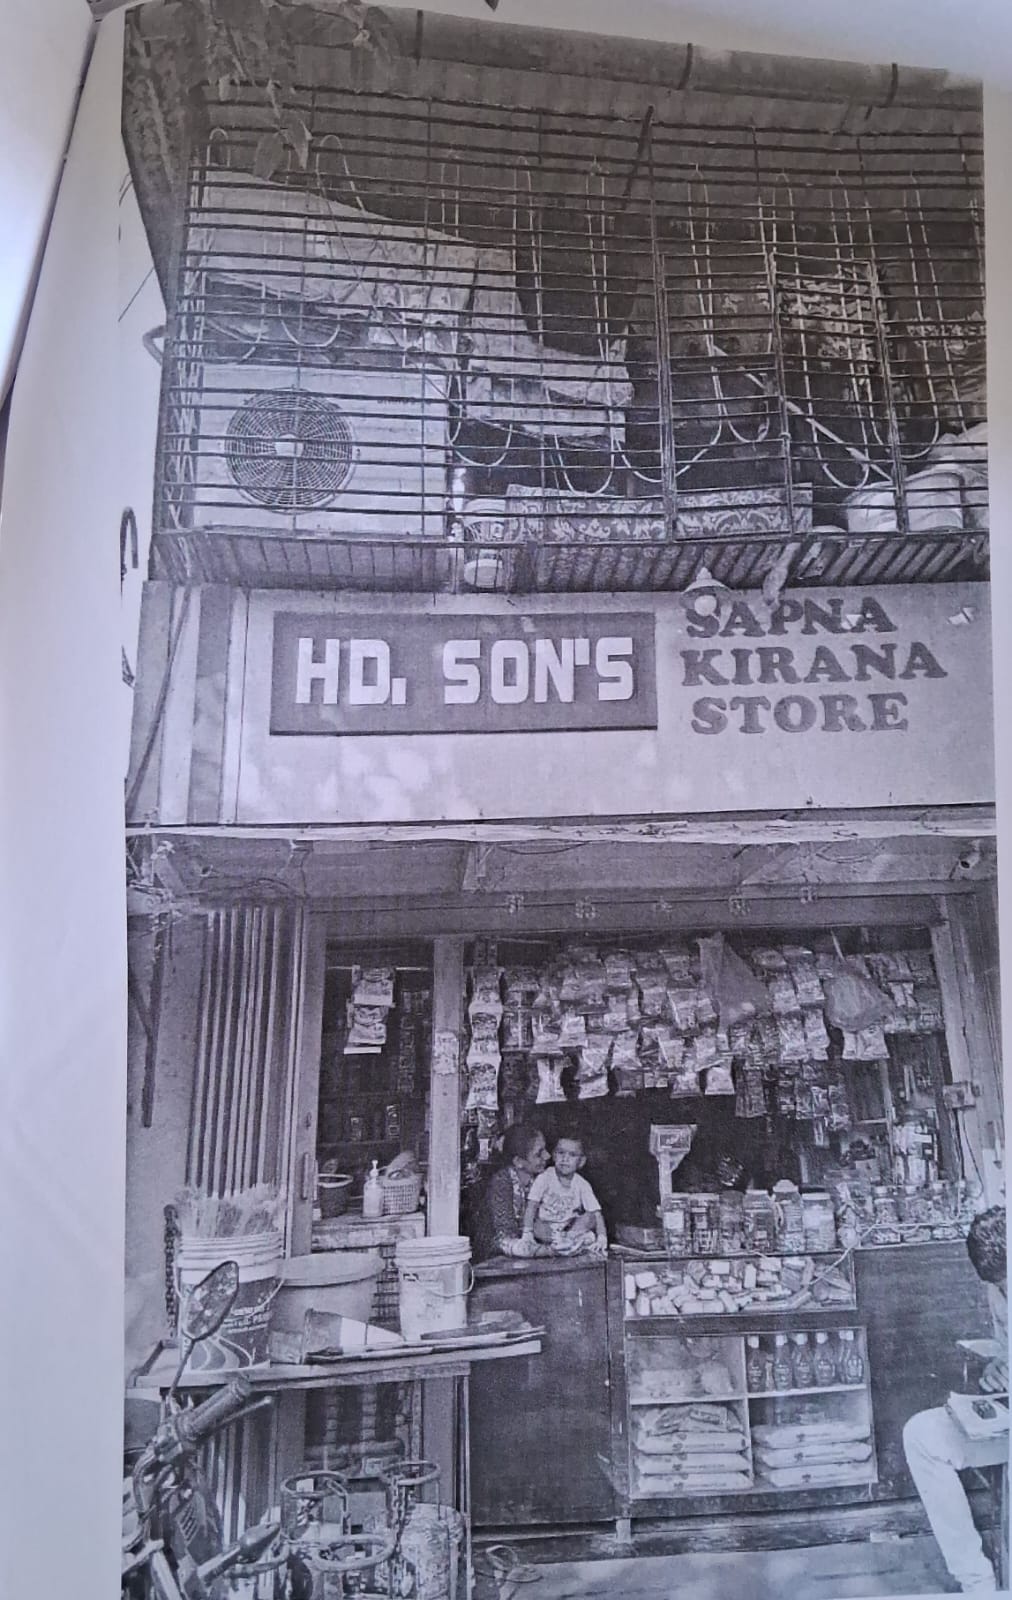 HD. SON'S
SAPNA
KIRANA
STORE